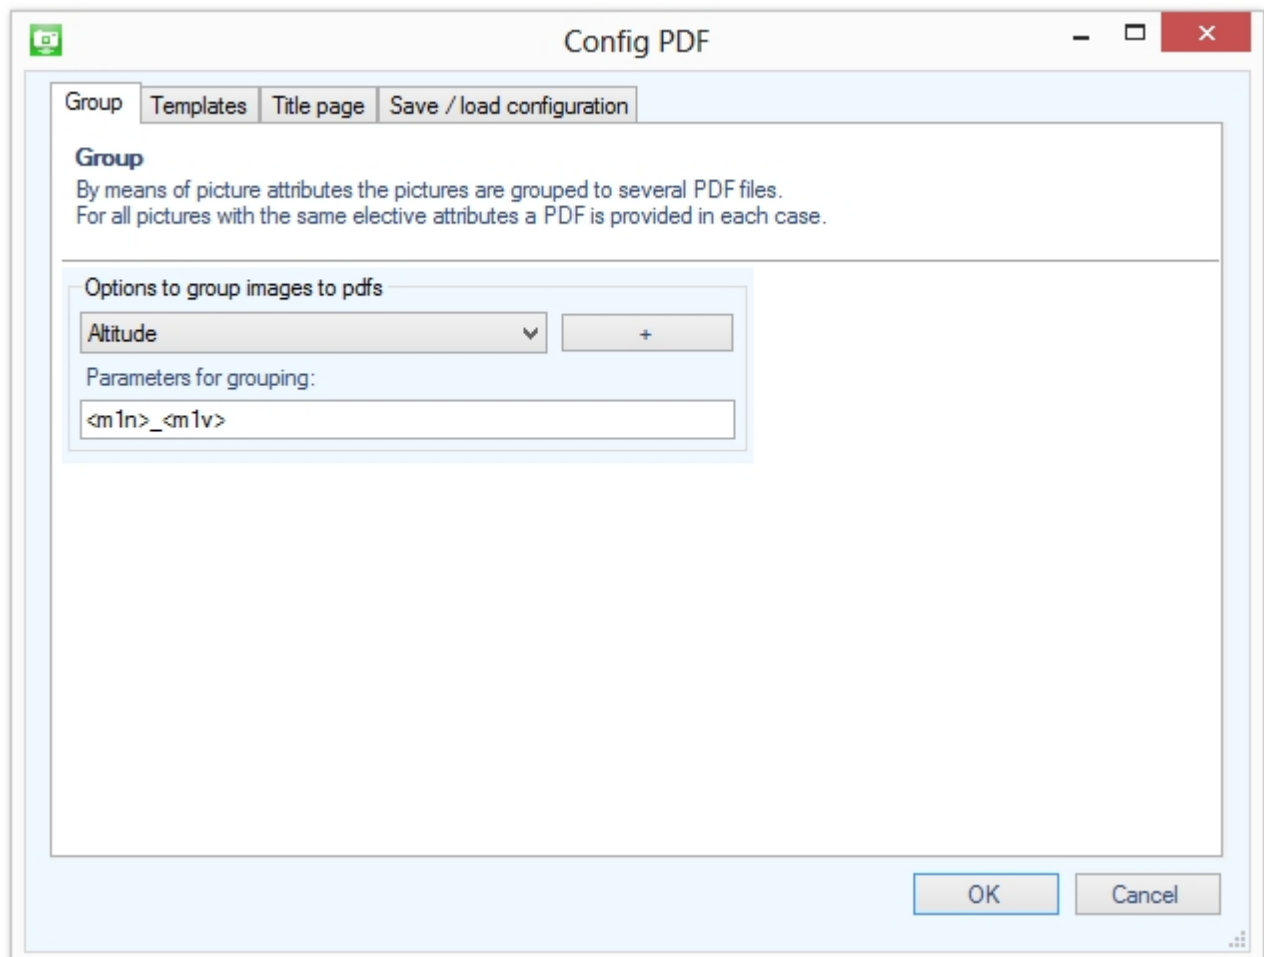 Config PDF
Group
Templates
Title page
Save / load configuration
Group
By means of picture attributes the pictures are grouped to several PDF files.
For all pictures with the same elective attributes a PDF is provided in each case.
Options to group images to pdfs
Altitude
+
Parameters for grouping:
<m1n>_<m1v>
OK
Cancel